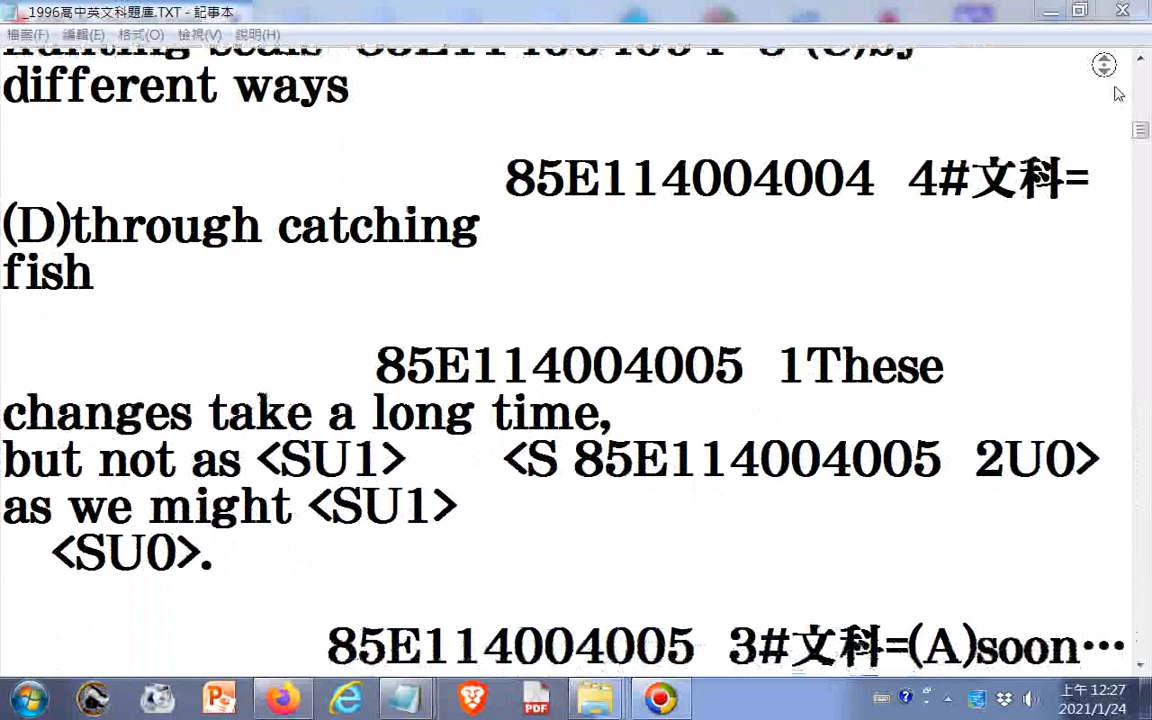 _1996高中英文科題庫.TXT - 記事本
檔案(F) 編輯(E) 格式(O) 檢視(V) 說明(H)
different ways
85E114004004 4#文科=
(D)through catching
fish
85E114004005 1These
changes take a long time,
but not as <SU1> <S 85E114004005 2U0>
as we might <SU1>
<SU0>.
85E114004005 3#文科=(A)soon…
PDF
上午 12:27
2021/1/24